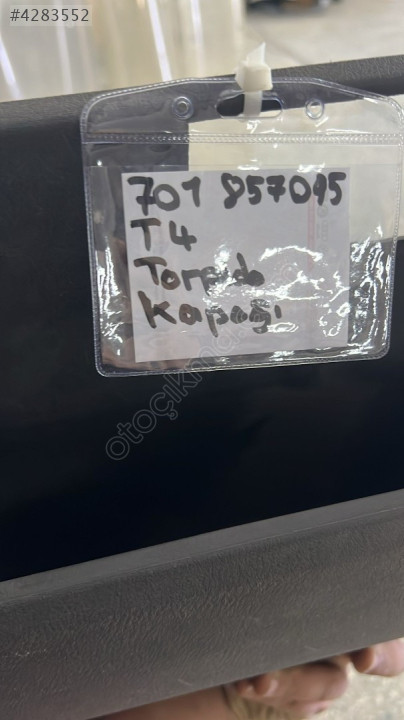 #4283552
701 857095
T4
Torpido
Kapağı
otoçıkma